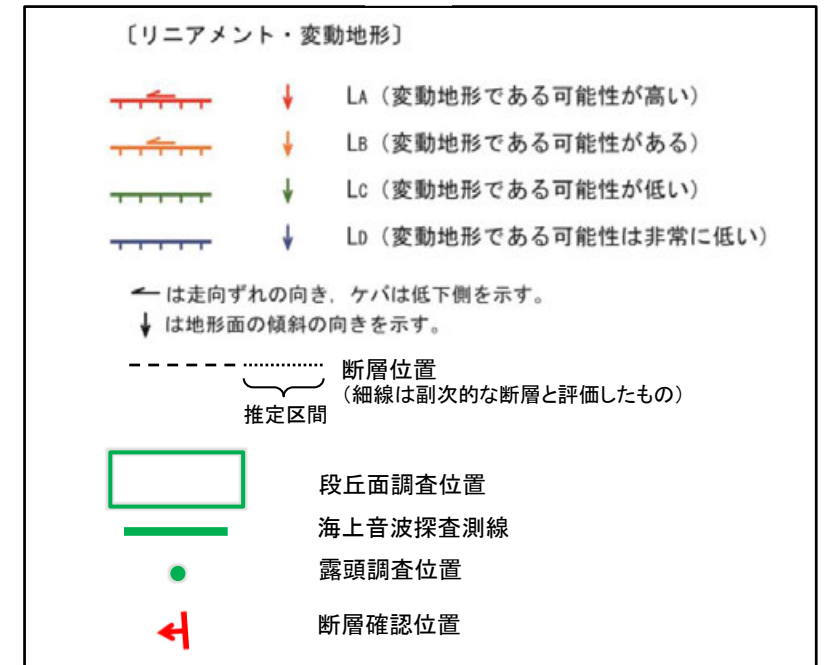 〔リニアメント・変動地形〕
LA（変動地形である可能性が高い）
LB（変動地形である可能性がある）
LC（変動地形である可能性が低い）
LD（変動地形である可能性は非常に低い）
は走向ずれの向き，ケバは低下側を示す。
は地形面の傾斜の向きを示す。
断層位置
（細線は副次的な断層と評価したもの）
推定区間
段丘面調査位置
海上音波探査測線
露頭調査位置
断層確認位置